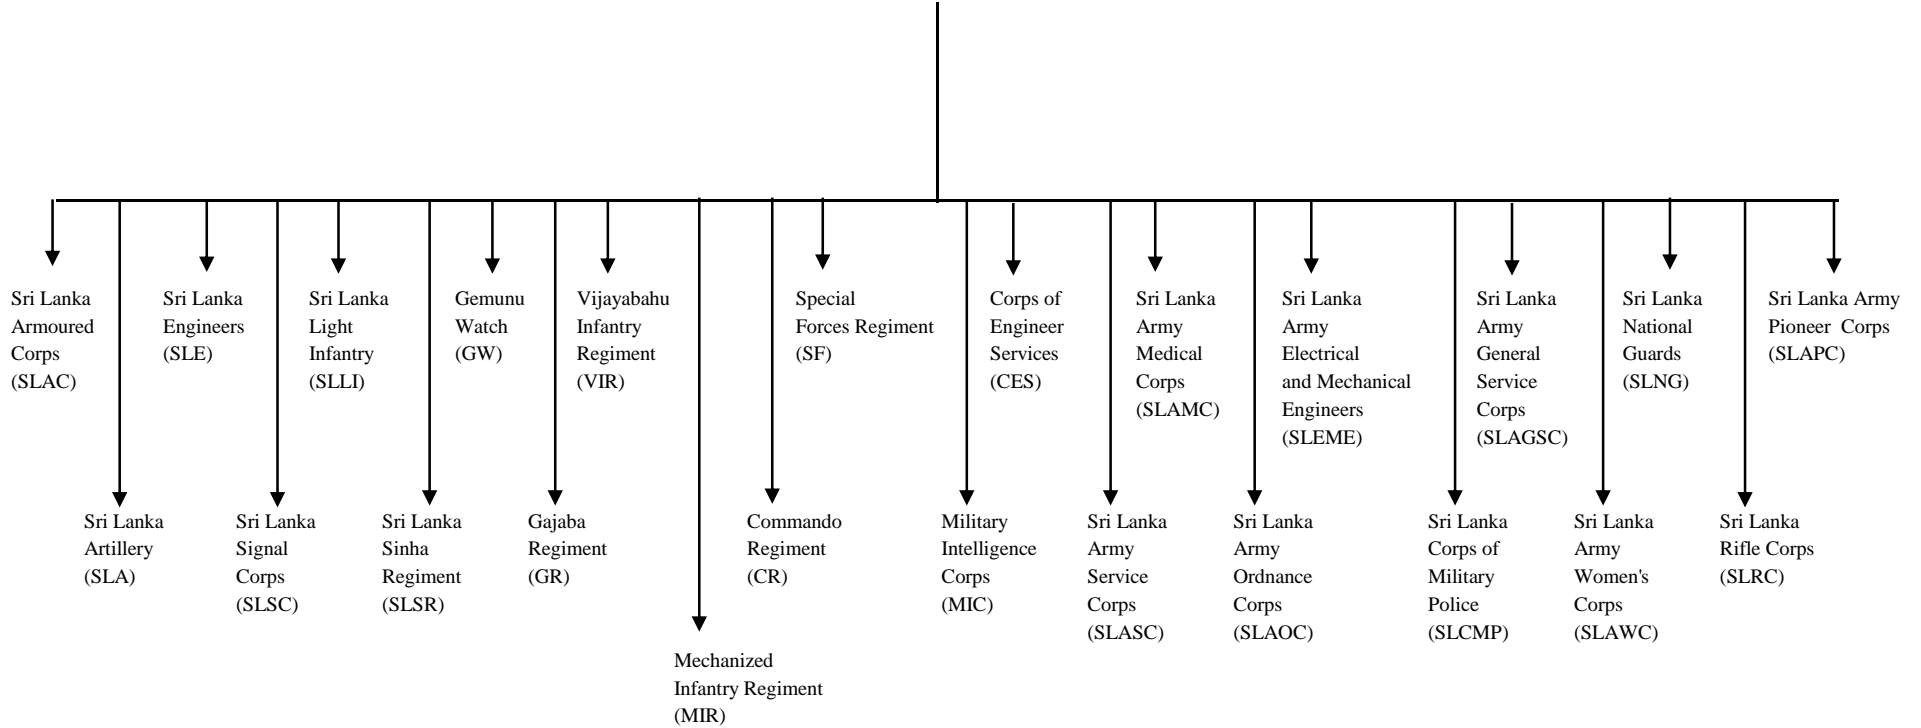 Sri Lanka
Armoured
Corps
(SLAC)
Sri Lanka
Engineers
(SLE)
Sri Lanka
Light
Infantry
(SLLI)
Gemunu
Watch
(GW)
Vijayabahu
Infantry
Regiment
(VIR)
Special
Forces Regiment
(SF)
Corps of
Engineer
Services
(CES)
Sri Lanka
Army
Medical
Corps
(SLAMC)
Sri Lanka
Army
Electrical
and Mechanical
Engineers
(SLEME)
Sri Lanka
Army
General
Service
Corps
(SLAGSC)
Sri Lanka
National
Guards
(SLNG)
Sri Lanka Army
Pioneer Corps
(SLAPC)
Sri Lanka
Artillery
(SLA)
Sri Lanka
Signal
Corps
(SLSC)
Sri Lanka
Sinha
Regiment
(SLSR)
Gajaba
Regiment
(GR)
Commando
Regiment
(CR)
Military
Intelligence
Corps
(MIC)
Sri Lanka
Army
Service
Corps
(SLASC)
Sri Lanka
Army
Ordnance
Corps
(SLAOC)
Sri Lanka
Corps of
Military
Police
(SLCMP)
Sri Lanka
Army
Women's
Corps
(SLAWC)
Sri Lanka
Rifle Corps
(SLRC)
Mechanized
Infantry Regiment
(MIR)